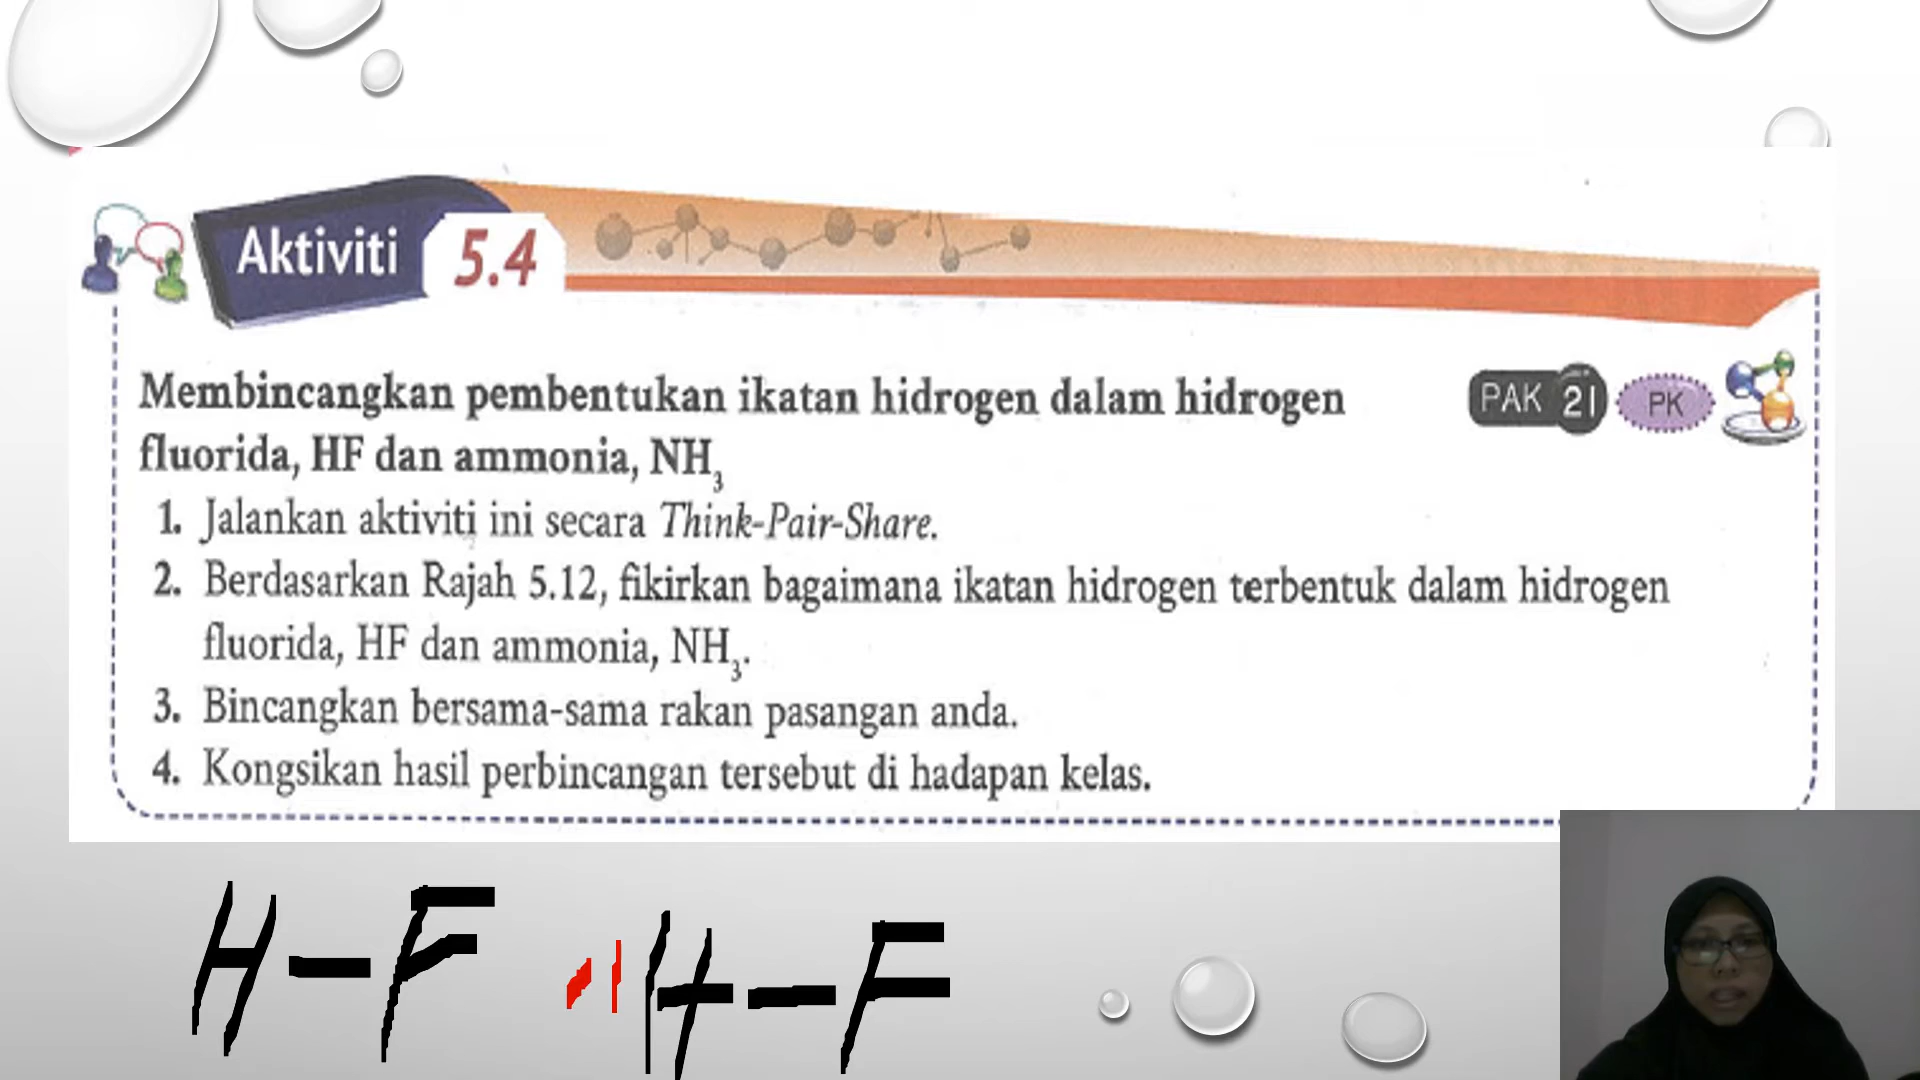 Aktiviti 5.4
Membincangkan pembentukan ikatan hidrogen dalam hidrogen
fluorida, HF dan ammonia, NH₃
PAK 21 PK
1. Jalankan aktiviti ini secara Think-Pair-Share.
2. Berdasarkan Rajah 5.12, fikirkan bagaimana ikatan hidrogen terbentuk dalam hidrogen
fluorida, HF dan ammonia, NH₃.
3. Bincangkan bersama-sama rakan pasangan anda.
4. Kongsikan hasil perbincangan tersebut di hadapan kelas.
H–F ıı H–F